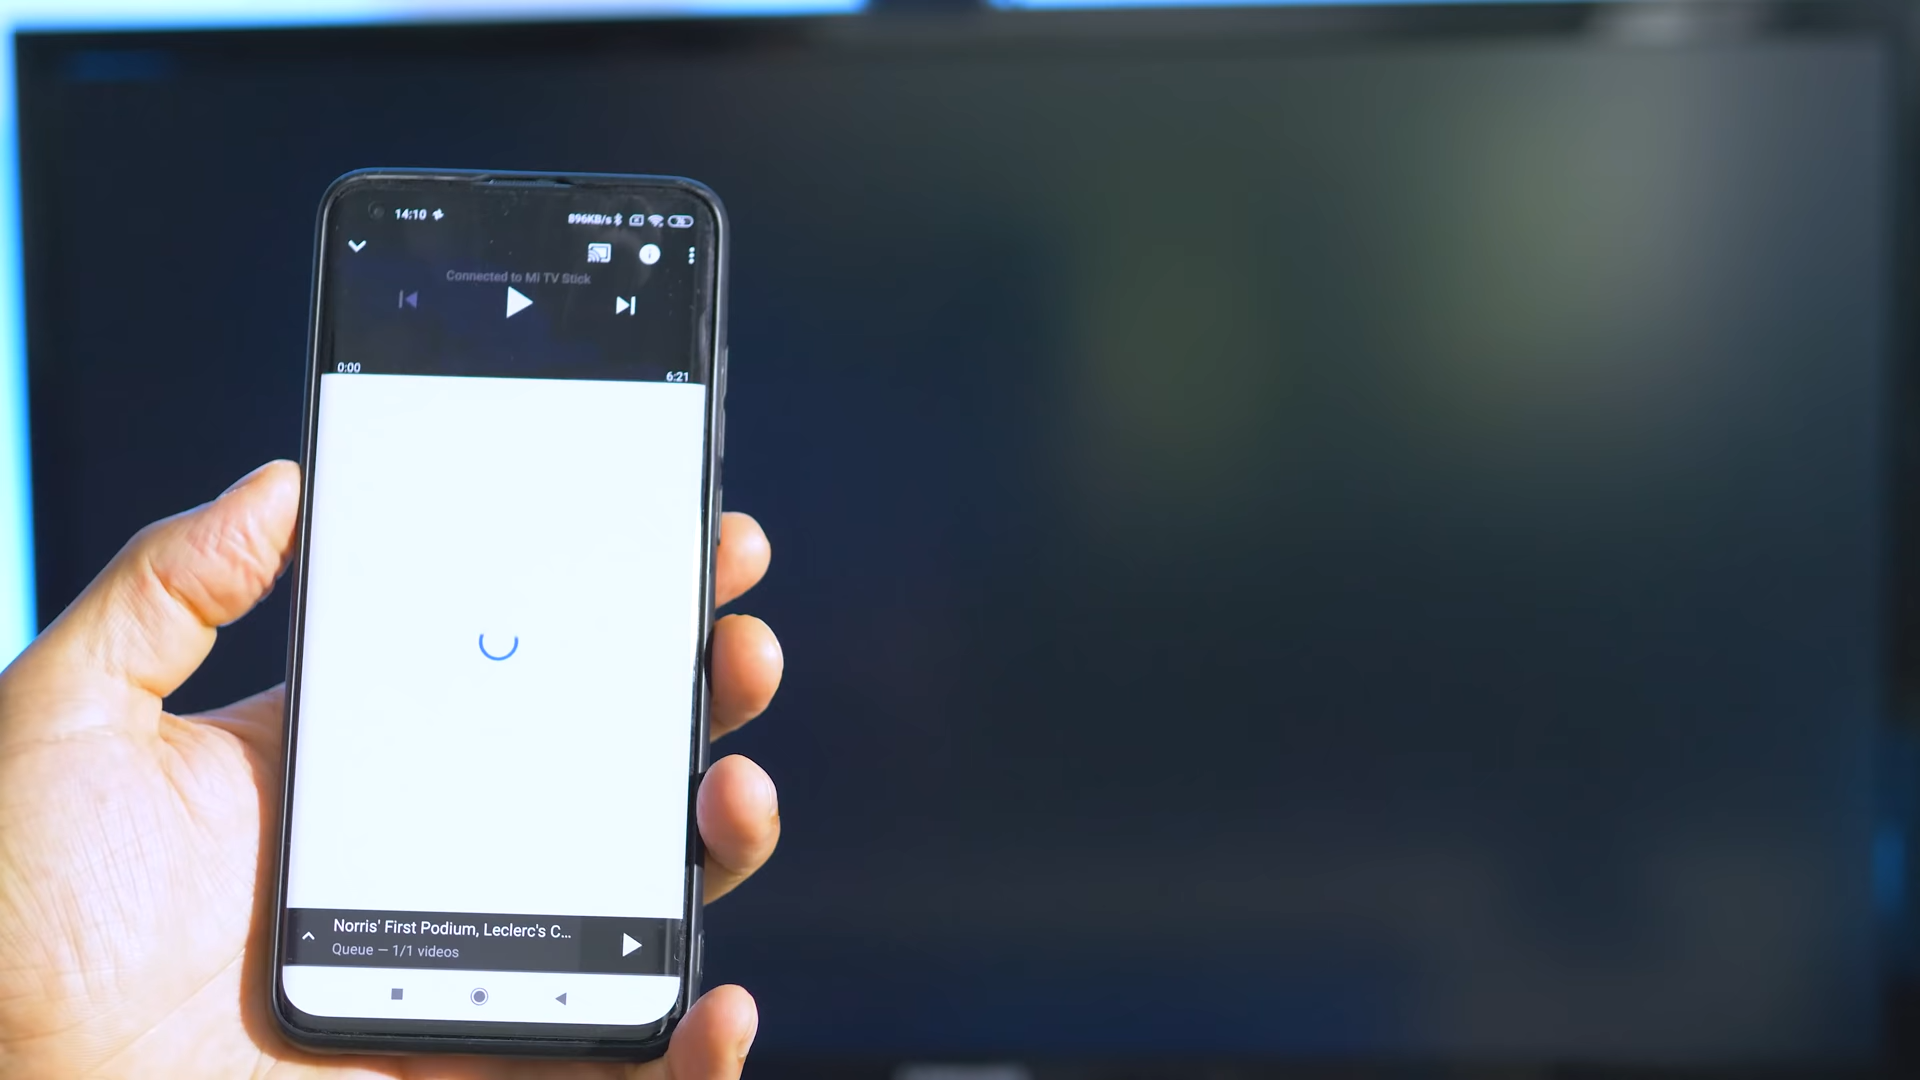 14:10
896KB/s
Connected to Mi TV Stick
0:00
6:21
Norris' First Podium, Leclerc's C...
Queue — 1/1 videos